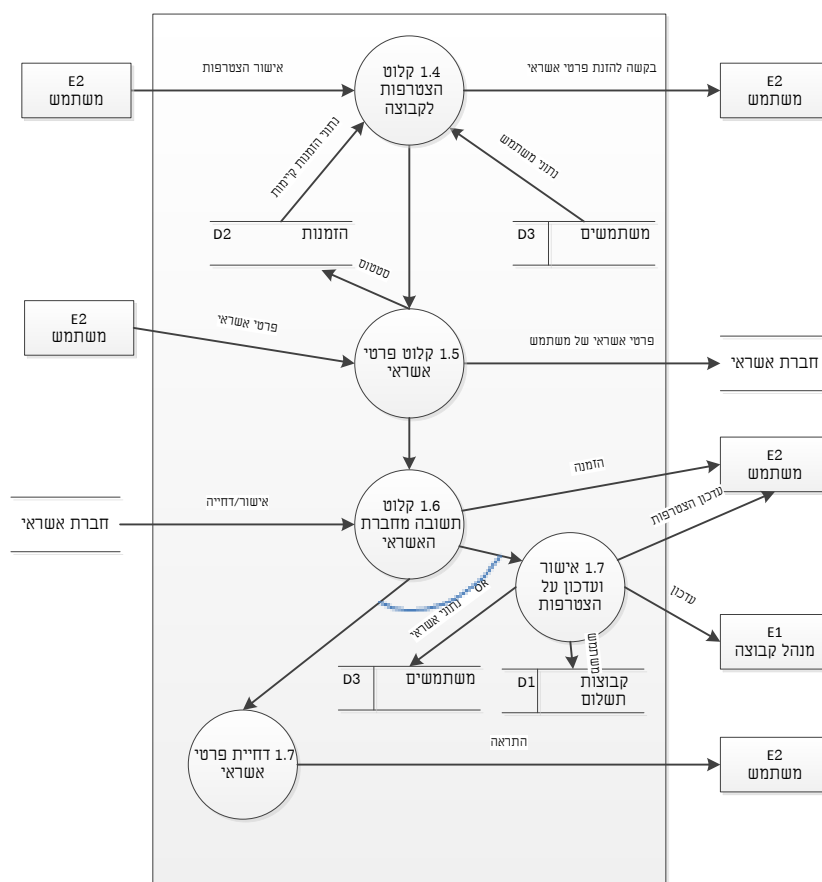 E2
משתמש
אישור הצטרפות
1.4 קלוט
הצטרפות
לקבוצה
בקשה להזנת פרטי אשראי
E2
משתמש
נתוני הזמנות קיימות
נתוני משתמש
D2
הזמנות
D3
משתמשים
סטטוס
E2
משתמש
פרטי אשראי
1.5 קלוט פרטי
אשראי
פרטי אשראי של משתמש
חברת אשראי
חברת אשראי
אישור/דחייה
1.6 קלוט
תשובה מחברת
האשראי
הזמנה
E2
משתמש
עדכון הצטרפות
OR
1.7 אישור
ועדכון על
הצטרפות
נתוני אשראי
משתמש
עדכון
E1
מנהל קבוצה
D3
משתמשים
D1
קבוצות
תשלום
1.7 דחיית פרטי
אשראי
התראה
E2
משתמש